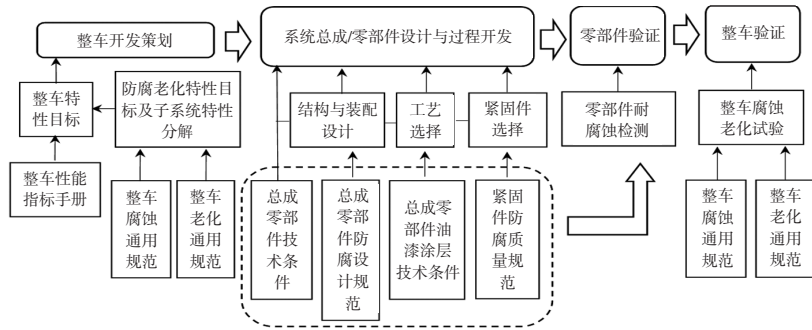 整车开发策划
系统总成/零部件设计与过程开发
零部件验证
整车验证
整车特
性目标
防腐老化特性目
标及子系统特性
分解
结构与装配
设计
工艺
选择
紧固件
选择
零部件耐
腐蚀检测
整车腐蚀
老化试验
整车性能
指标手册
整车
腐蚀
通用
规范
整车
老化
通用
规范
总成
零部
件技
术条
件
总成
零部
件防
腐设
计规
范
总成零
部件油
漆涂层
技术条件
紧固
件防
腐质
量规
范
整车
腐蚀
通用
规范
整车
老化
通用
规范